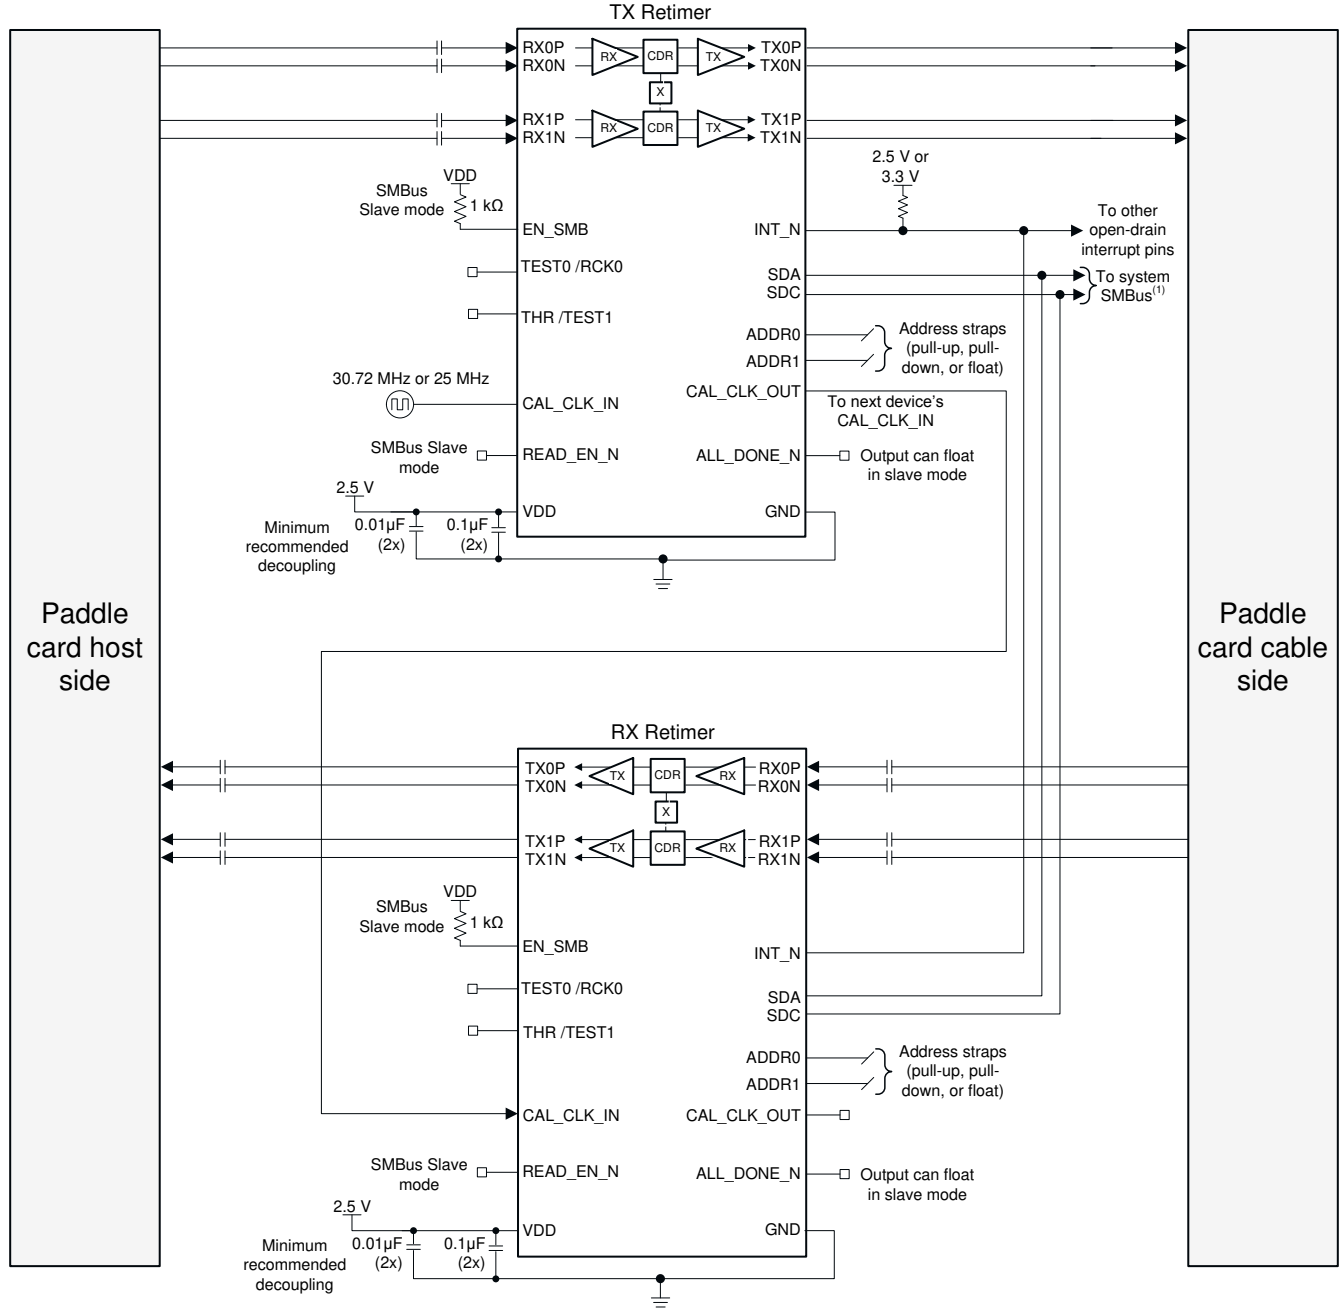 TX Retimer
RX0P
RX0N
RX
CDR
TX
TX0P
TX0N
X
RX1P
RX1N
RX
CDR
TX
TX1P
TX1N
VDD
SMBus
Slave mode
1 kΩ
EN_SMB
2.5 V or
3.3 V
INT_N
To other
open-drain
interrupt pins
TEST0 /RCK0
SDA
SDC
To system
SMBus(1)
THR /TEST1
ADDR0
ADDR1
Address straps
(pull-up, pull-
down, or float)
30.72 MHz or 25 MHz
CAL_CLK_IN
CAL_CLK_OUT
To next device's
CAL_CLK_IN
SMBus Slave
mode
READ_EN_N
ALL_DONE_N
Output can float
in slave mode
2.5 V
VDD
GND
0.01µF
(2x)
0.1µF
(2x)
Minimum
recommended
decoupling
Paddle
card host
side
Paddle
card cable
side
RX Retimer
TX0P
TX0N
TX
CDR
RX
RX0P
RX0N
X
TX1P
TX1N
TX
CDR
RX
RX1P
RX1N
VDD
SMBus
Slave mode
1 kΩ
EN_SMB
INT_N
TEST0 /RCK0
SDA
SDC
THR /TEST1
ADDR0
ADDR1
Address straps
(pull-up, pull-
down, or float)
CAL_CLK_IN
CAL_CLK_OUT
SMBus Slave
mode
READ_EN_N
ALL_DONE_N
Output can float
in slave mode
2.5 V
VDD
GND
0.01µF
(2x)
0.1µF
(2x)
Minimum
recommended
decoupling